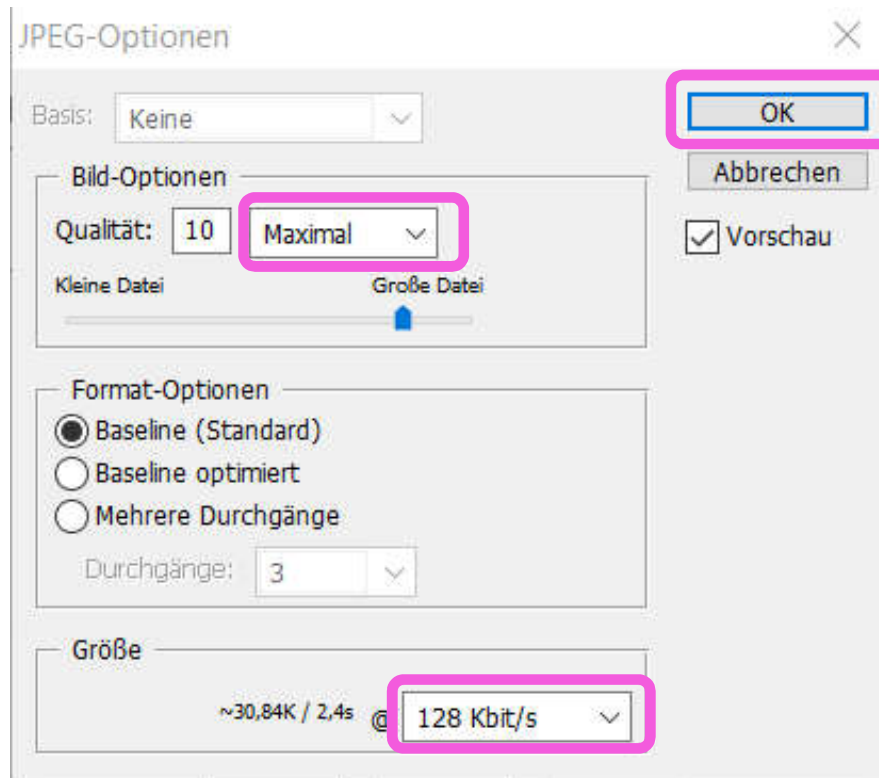 JPEG-Optionen
Basis: Keine
OK
Abbrechen
Vorschau
Bild-Optionen
Qualität: 10 Maximal
Kleine Datei Große Datei
Format-Optionen
Baseline (Standard)
Baseline optimiert
Mehrere Durchgänge
Durchgänge: 3
Größe
~30,84K / 2,4s @ 128 Kbit/s